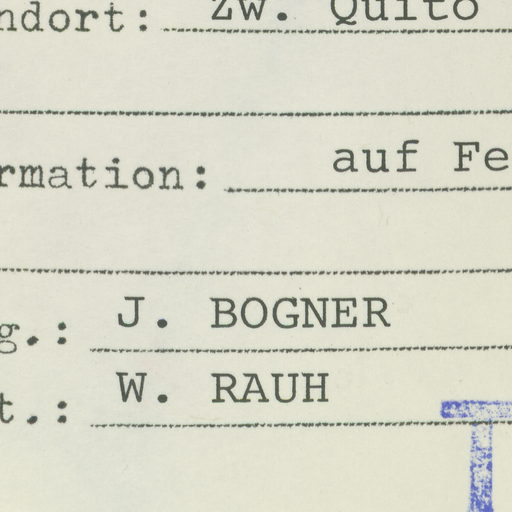 ndort: zw. Quito
rmation: auf Fe
g.: J. BOGNER
t.: W. RAUH